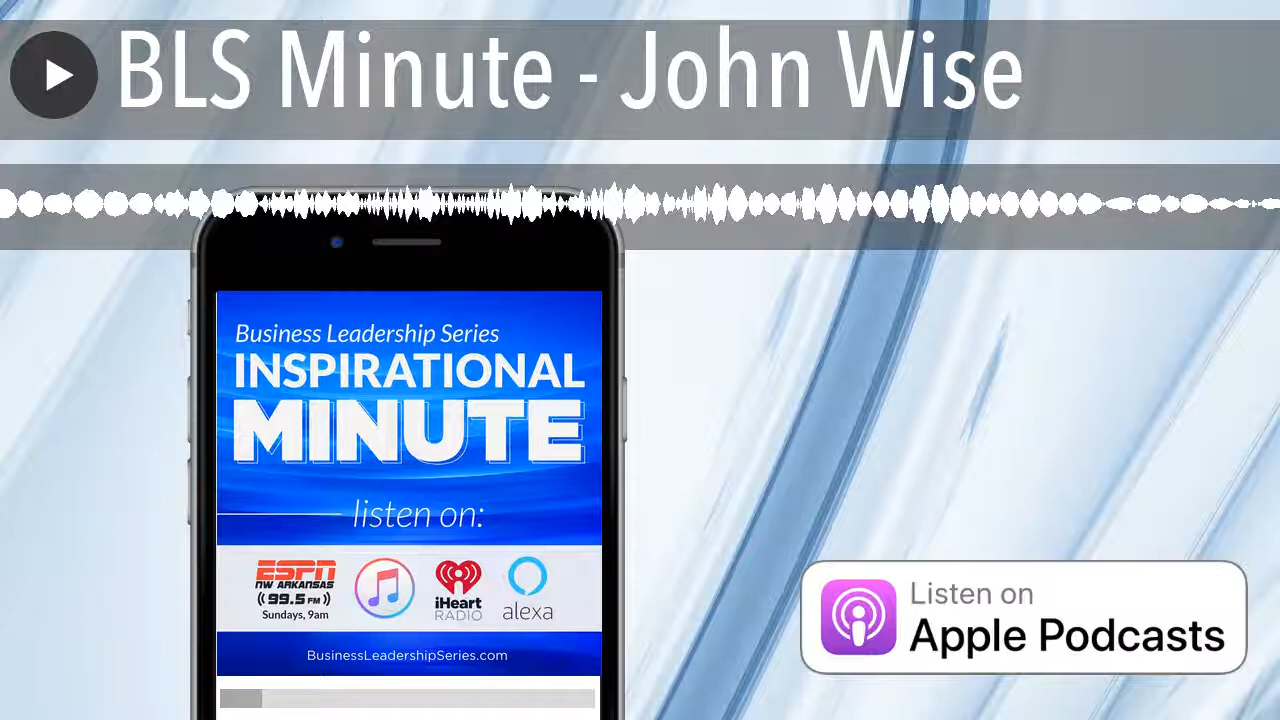 BLS Minute - John Wise
Business Leadership Series
INSPIRATIONAL
MINUTE
listen on:
ESPN
NW ARKANSAS
99.5 FM
Sundays, 9am
iHeart
RADIO
alexa
BusinessLeadershipSeries.com
Listen on
Apple Podcasts